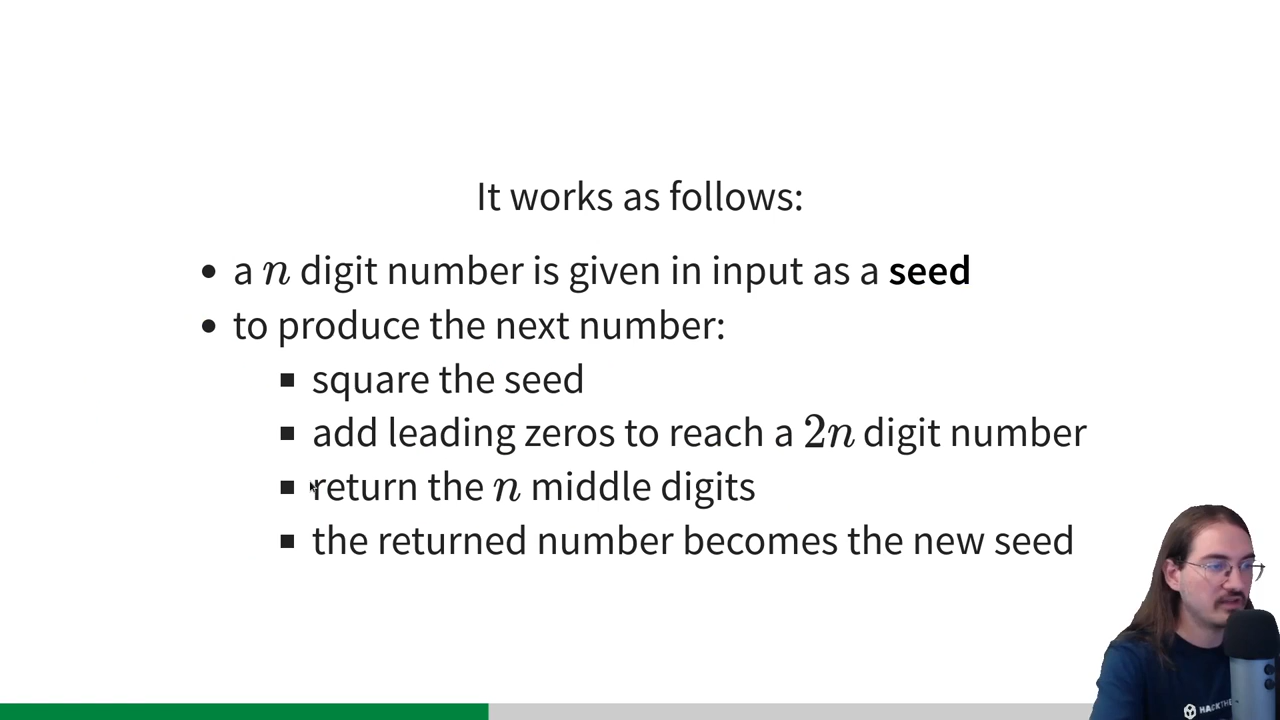 It works as follows:
• a n digit number is given in input as a seed
• to produce the next number:
▪ square the seed
▪ add leading zeros to reach a 2n digit number
▪ return the n middle digits
▪ the returned number becomes the new seed
HACKTHE